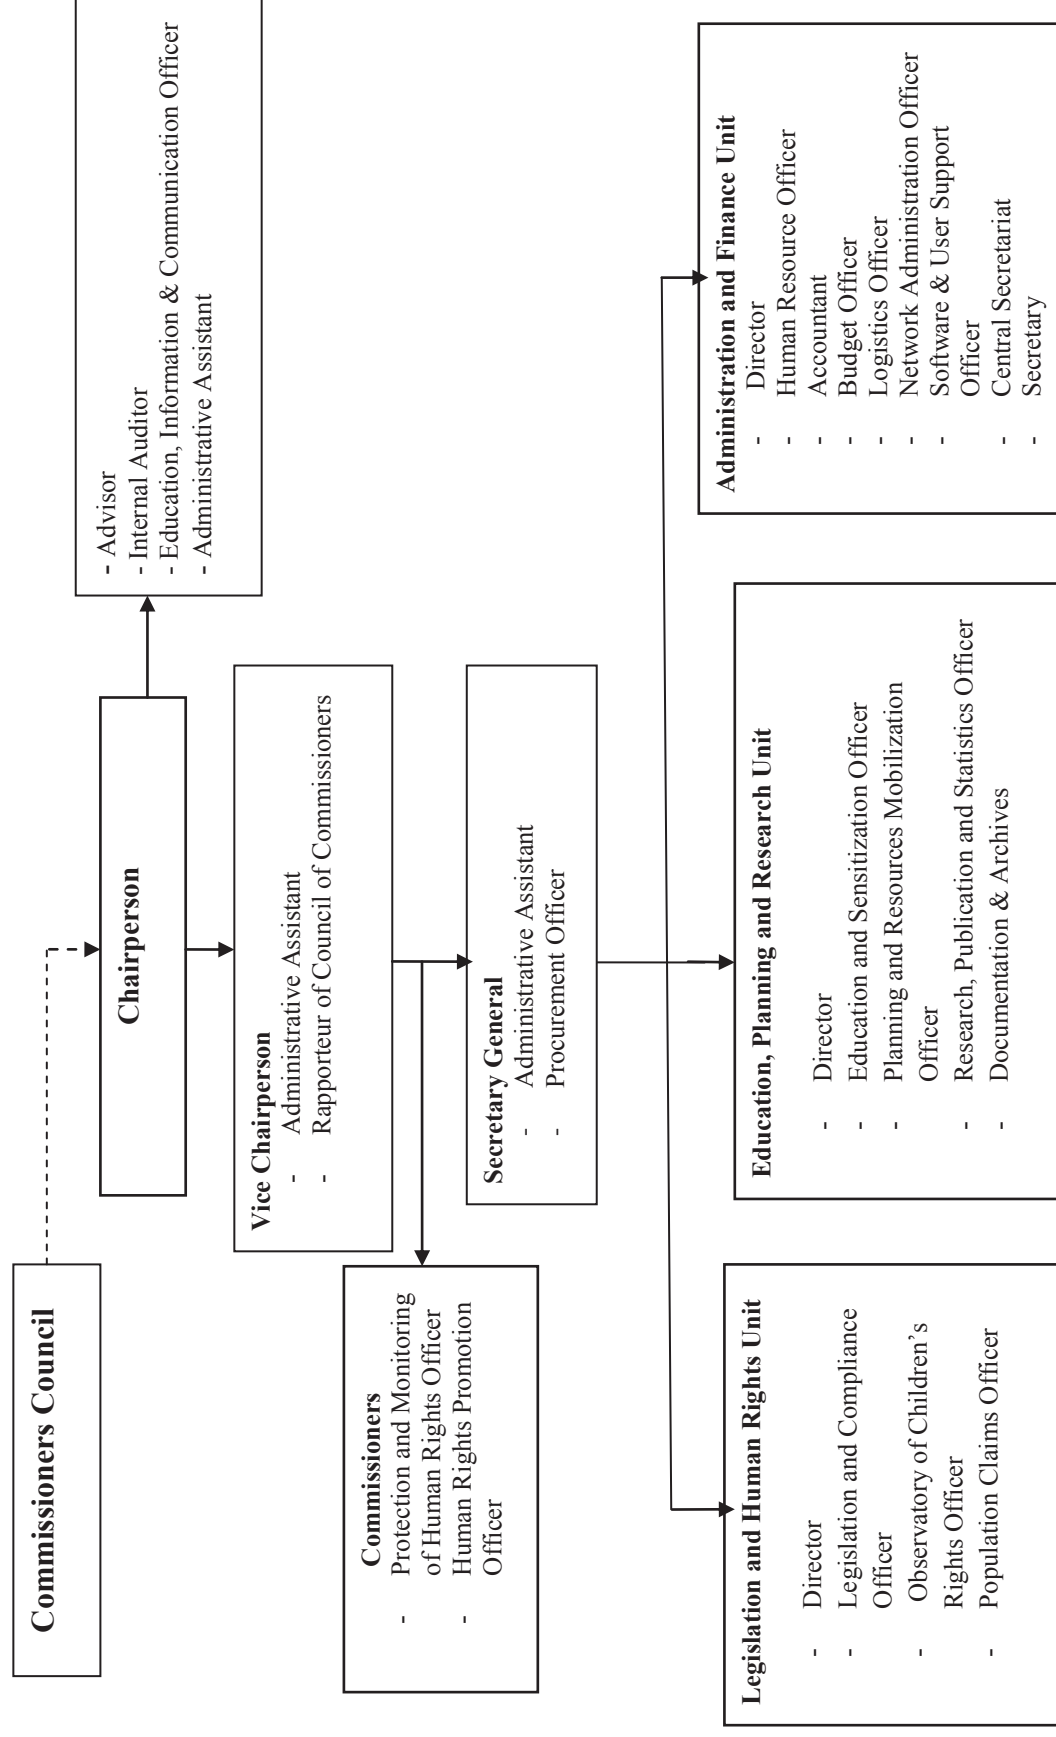 Commissioners Council
Chairperson
- Advisor
- Internal Auditor
- Education, Information & Communication Officer
- Administrative Assistant
Vice Chairperson
- Administrative Assistant
- Rapporteur of Council of Commissioners
Commissioners
- Protection and Monitoring
of Human Rights Officer
- Human Rights Promotion
Officer
Secretary General
- Administrative Assistant
- Procurement Officer
Legislation and Human Rights Unit
- Director
- Legislation and Compliance
Officer
- Observatory of Children’s
Rights Officer
- Population Claims Officer
Education, Planning and Research Unit
- Director
- Education and Sensitization Officer
- Planning and Resources Mobilization
Officer
- Research, Publication and Statistics Officer
- Documentation & Archives
Administration and Finance Unit
- Director
- Human Resource Officer
- Accountant
- Budget Officer
- Logistics Officer
- Network Administration Officer
- Software & User Support
Officer
- Central Secretariat
- Secretary